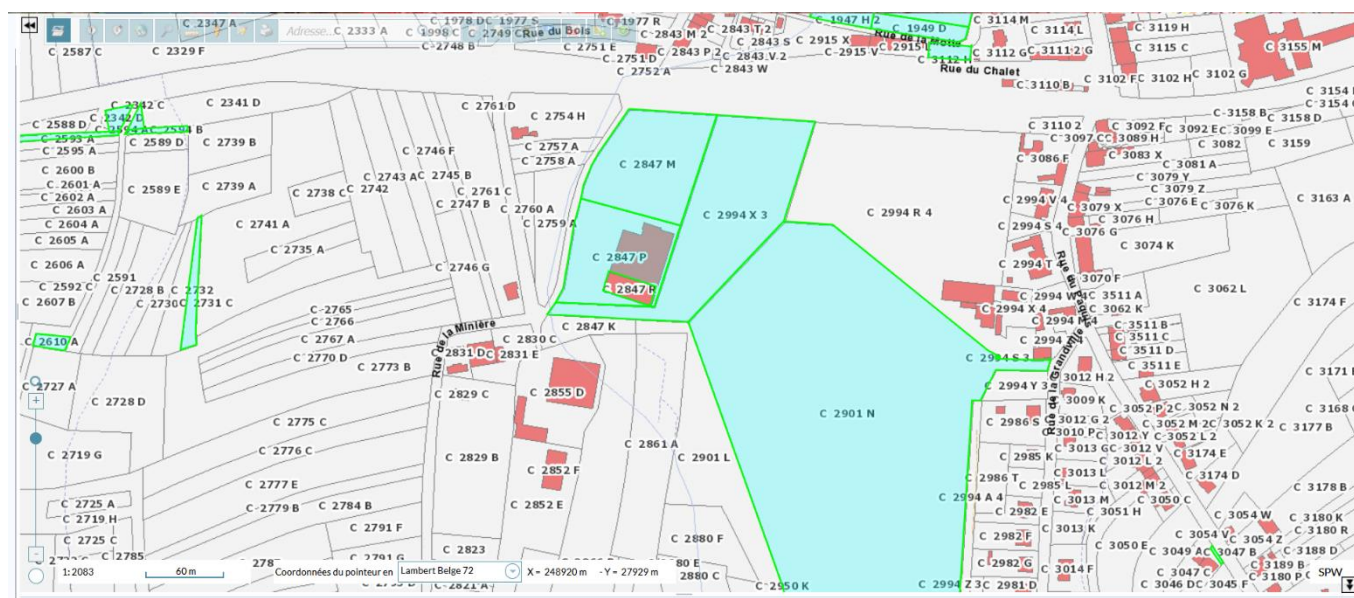 C 2347 A
C 1978 D
C 1977 S
C 1977 R
C 1947 H 2
C 1949 D
C 3114 M
C 3114 L
C 3119 H
Adresse...
C 2333 A
C 1998 C
C 2749 C
Rue du Bois
C 2843 M 2
C 2843 T 2
C 2843 S
C 2915 X
Rue de la Motte
C 2587 C
C 2329 F
C 2748 B
C 2751 E
C 2843 P 2
C 2843 V 2
C 2915 V
C 3112 G
C 3111 2 G
C 3115 C
C 3155 M
C 2751 D
C 2752 A
C 2843 W
C 3112 H
Rue du Chalet
C 3110 B
C 3102 F
C 3102 H
C 3102 G
C 2342 C
C 2341 D
C 2761 D
C 2754 H
C 3158 B
C 3158 D
C 2588 D
C 2342 D
C 2594 A
C 2594 B
C 3110 2
C 3092 F
C 3092 E
C 3099 E
C 2593 A
C 2589 D
C 2739 B
C 2757 A
C 3097 C
C 3089 H
C 3082
C 3159
C 2595 A
C 2746 F
C 2758 A
C 2847 M
C 3086 F
C 3083 X
C 3081 A
C 2600 B
C 2743 A
C 2745 B
C 3079 Y
C 2601 A
C 2589 E
C 2739 A
C 2738 C
C 2742
C 2761 C
C 3079 Z
C 2602 A
C 2747 B
C 2994 V 4
C 3076 E
C 3163 A
C 2603 A
C 2760 A
C 2994 X 3
C 2994 R 4
C 3079 X
C 3076 K
C 2604 A
C 2741 A
C 2759 A
C 2994 S 4
C 3076 H
C 3076 G
C 2605 A
C 2735 A
C 3074 K
C 2606 A
C 2746 G
C 2847 P
C 2994 T 4
Rue du Paquis
C 3070 F
C 2591
C 2592 C
C 2728 B
C 2732
C 2847 R
C 2994 W 4
C 3511 A
C 3062 L
C 2607 B
C 2730
C 2731 C
C 2765
C 2994 X 4
C 3062 K
C 3174 F
C 2766
Rue de la Minière
C 2847 K
C 3511 B
C 2610 A
C 2767 A
C 2830 C
C 3511 C
C 2770 D
C 2831 D
C 2831 E
C 2994 S 3
C 3511 D
C 2773 B
C 3511 E
C 2727 A
C 2728 D
C 2829 C
C 2855 D
C 2994 Y 3
Rue de la Grandville
C 3012 H 2
C 3052 H 2
C 3009 K
C 2901 N
C 3052 P 2
C 3052 N 2
C 2775 C
C 2986 S
C 3012 G 2
C 3052 M 2
C 3052 K 2
C 3177 B
C 2861 A
C 3010 P
C 3012 Y
C 3052 L 2
C 2719 G
C 2776 C
C 2829 B
C 2901 L
C 2985 K
C 3013 G
C 3012 V
C 3174 E
C 2852 F
C 3012 L 2
C 2777 E
C 2986 T
C 2985 L
C 3013 L
C 3174 D
C 3012 M 2
C 3178 B
C 2725 A
C 2779 B
C 2784 B
C 2852 E
C 2994 A 4
C 3013 M
C 3050 C
C 2719 H
C 2982 E
C 3051 H
C 3054 W
C 3180 K
C 2791 F
C 3013 K
C 3180 R
C 2725 C
C 2880 F
C 2982 F
C 3050 E
C 3054 V
C 3054 Z
C 2823
C 3049 A
C 3047 B
C 3188 D
C 2785
C 2791 G
C 2982 G
C 3014 F
C 3047 C
C 3189 B
1:2083
60 m
Coordonnées du pointeur en
Lambert Belge 72
X = 248920 m
- Y = 27929 m
C 2880 C
SPW
C 2821 A
C 2950 K
C 2994 Z 3
C 2981 D
C 3046 D
C 3045 F